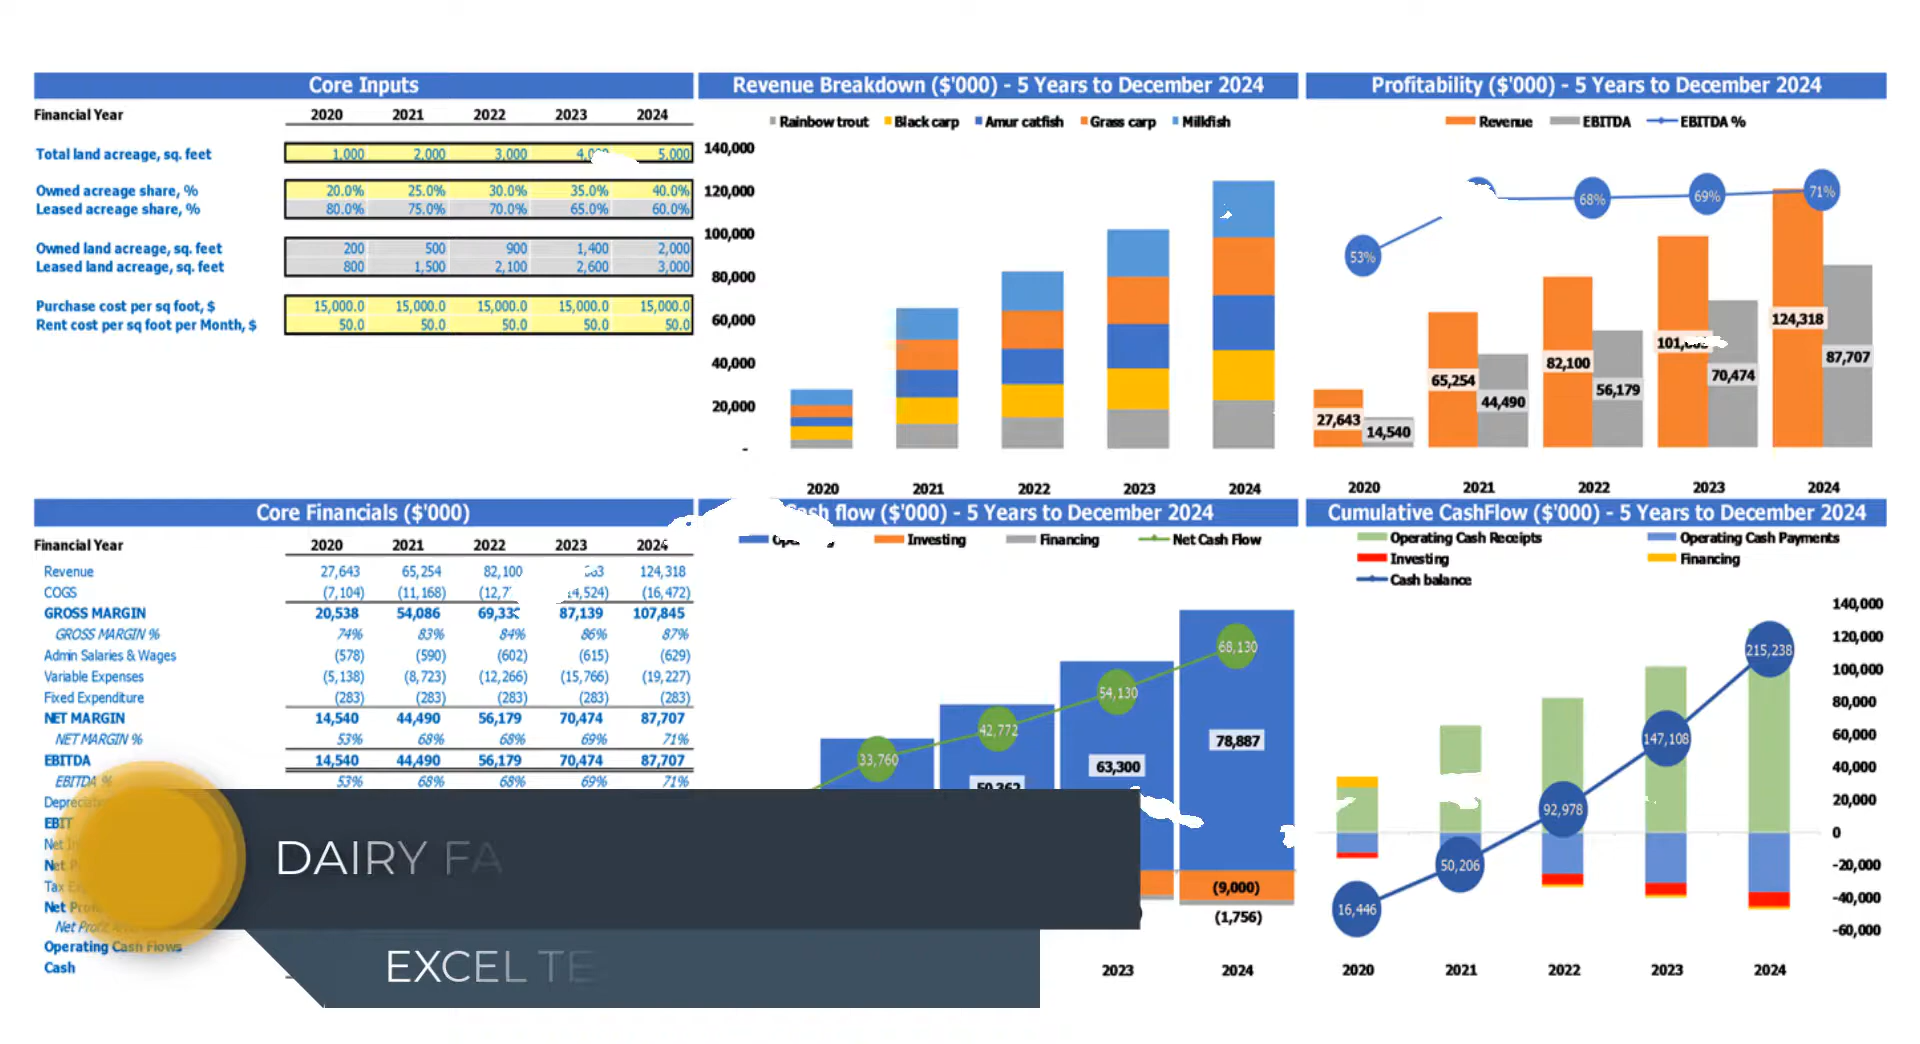 Core Inputs
Financial Year 2020 2021 2022 2023 2024
Total land acreage, sq. feet 1,000 2,000 3,000 5,000
Owned acreage share, % 20.0% 25.0% 30.0% 35.0% 40.0%
Leased acreage share, % 80.0% 75.0% 70.0% 65.0% 60.0%
Owned land acreage, sq. feet 200 500 900 1,400 2,000
Leased land acreage, sq. feet 800 1,500 2,100 2,600 3,000
Purchase cost per sq foot, $ 15,000.0 15,000.0 15,000.0 15,000.0 15,000.0
Rent cost per sq foot per Month, $ 50.0 50.0 50.0 50.0 50.0
Revenue Breakdown ($'000) - 5 Years to December 2024
Rainbow trout Black carp Amur catfish Grass carp Milkfish
140,000
120,000
100,000
80,000
60,000
40,000
20,000
-
2020 2021 2022 2023 2024
Profitability ($'000) - 5 Years to December 2024
Revenue EBITDA EBITDA %
53% 68% 69% 71%
27,643 65,254 82,100 124,318
14,540 44,490 56,179 70,474 87,707
2020 2021 2022 2023 2024
Core Financials ($'000)
Financial Year 2020 2021 2022 2023 2024
Revenue 27,643 65,254 82,100 124,318
COGS (7,104) (11,168) (16,472)
GROSS MARGIN 20,538 54,086 87,139 107,845
GROSS MARGIN % 74% 83% 84% 86% 87%
Admin Salaries & Wages (578) (590) (602) (615) (629)
Variable Expenses (5,138) (8,723) (12,266) (15,766) (19,227)
Fixed Expenditure (283) (283) (283) (283) (283)
NET MARGIN 14,540 44,490 56,179 70,474 87,707
NET MARGIN % 53% 68% 68% 69% 71%
EBITDA 14,540 44,490 56,179 70,474 87,707
EBITDA % 53% 68% 68% 69% 71%
EBIT
Operating Cash Flows
Cash
Cash flow ($'000) - 5 Years to December 2024
Investing Financing Net Cash Flow
33,760 42,772 54,130 68,130
63,300 78,887
(9,000)
(1,756)
2023 2024
Cumulative CashFlow ($'000) - 5 Years to December 2024
Operating Cash Receipts Operating Cash Payments
Investing Financing
Cash balance
140,000
120,000
100,000
80,000
60,000
40,000
20,000
0
-20,000
-40,000
-60,000
16,446 50,206 92,978 147,108 215,238
2020 2021 2022 2023 2024
DAIRY FA
EXCEL TE